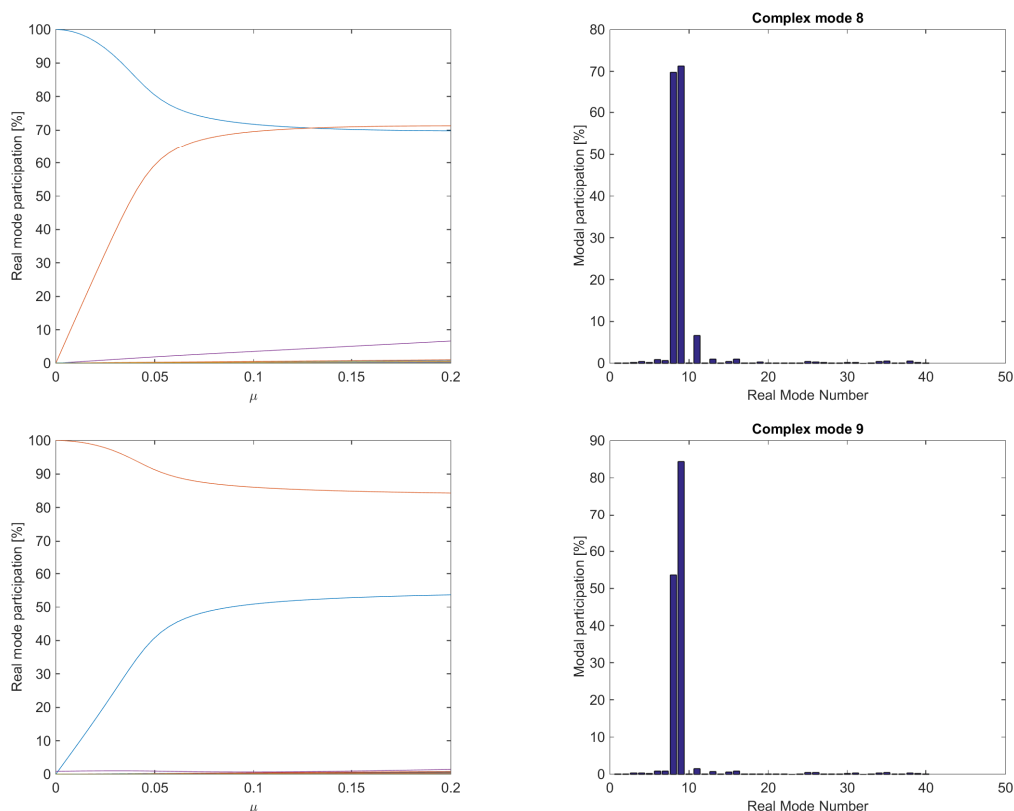 Real mode participation [%]
100
90
80
70
60
50
40
30
20
10
0
0 0.05 0.1 0.15 0.2
μ
Complex mode 8
Modal participation [%]
80
70
60
50
40
30
20
10
0
0 10 20 30 40 50
Real Mode Number
Real mode participation [%]
100
90
80
70
60
50
40
30
20
10
0
0 0.05 0.1 0.15 0.2
μ
Complex mode 9
Modal participation [%]
90
80
70
60
50
40
30
20
10
0
0 10 20 30 40 50
Real Mode Number